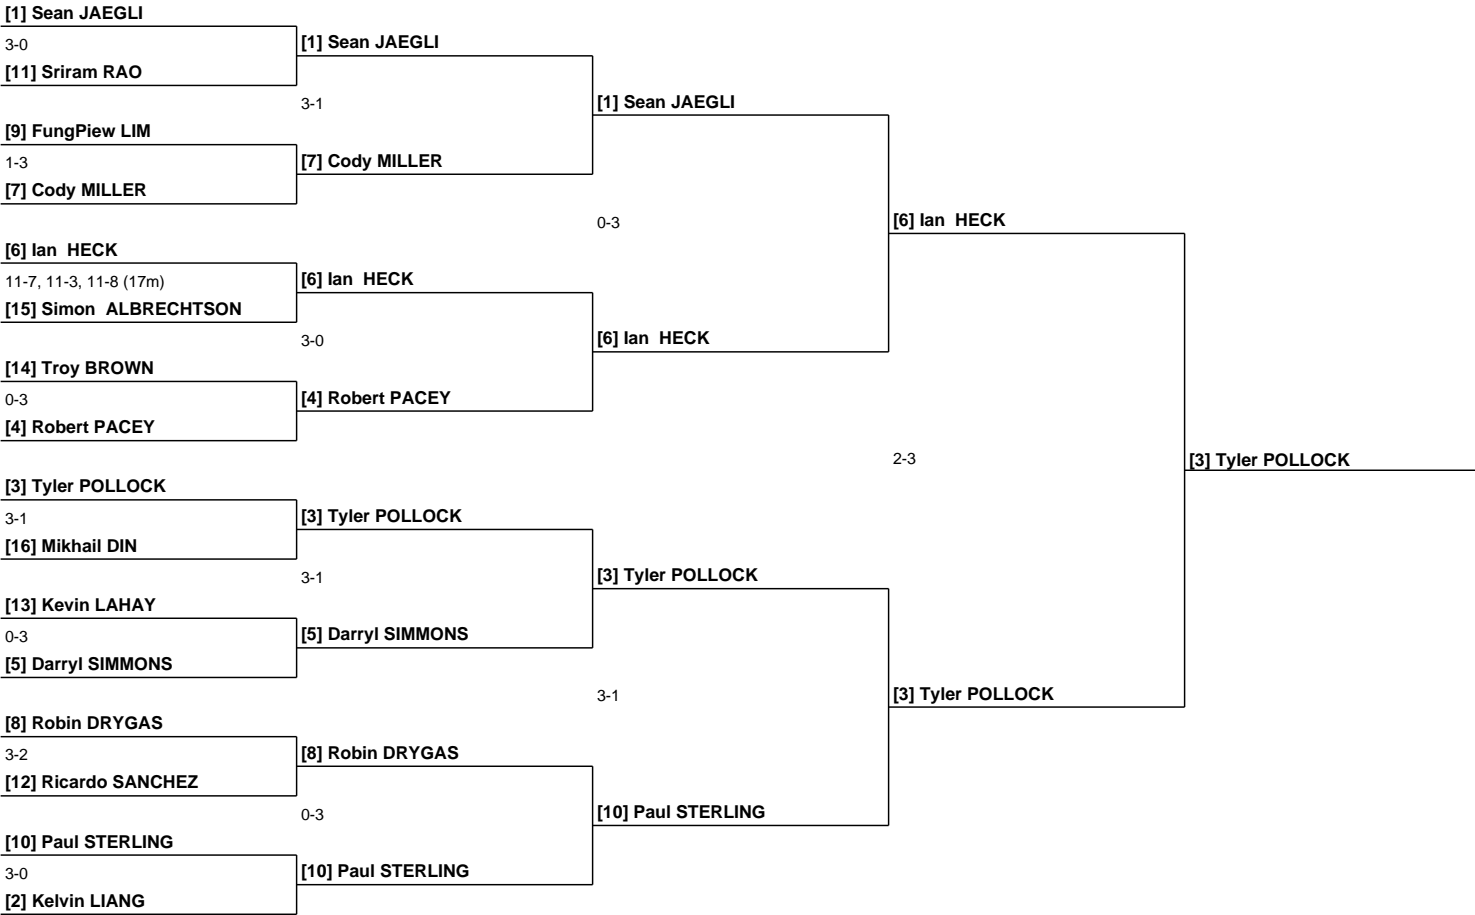 [1] Sean JAEGLI
3-0
[11] Sriram RAO
[1] Sean JAEGLI
3-1
[9] FungPiew LIM
1-3
[7] Cody MILLER
[7] Cody MILLER
[1] Sean JAEGLI
0-3
[6] Ian  HECK
11-7, 11-3, 11-8 (17m)
[15] Simon  ALBRECHTSON
[6] Ian  HECK
3-0
[14] Troy BROWN
0-3
[4] Robert PACEY
[4] Robert PACEY
[6] Ian  HECK
[6] Ian  HECK
2-3
[3] Tyler POLLOCK
[3] Tyler POLLOCK
3-1
[16] Mikhail DIN
[3] Tyler POLLOCK
3-1
[13] Kevin LAHAY
0-3
[5] Darryl SIMMONS
[5] Darryl SIMMONS
[3] Tyler POLLOCK
3-1
[3] Tyler POLLOCK
[8] Robin DRYGAS
3-2
[12] Ricardo SANCHEZ
[8] Robin DRYGAS
0-3
[10] Paul STERLING
[10] Paul STERLING
3-0
[2] Kelvin LIANG
[10] Paul STERLING